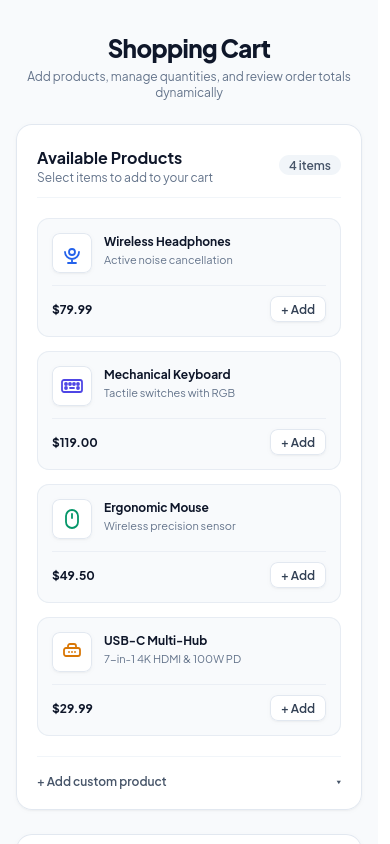 Shopping Cart
Add products, manage quantities, and review order totals
dynamically
Available Products
Select items to add to your cart
4 items
Wireless Headphones
Active noise cancellation
$79.99
+ Add
Mechanical Keyboard
Tactile switches with RGB
$119.00
+ Add
Ergonomic Mouse
Wireless precision sensor
$49.50
+ Add
USB-C Multi-Hub
7-in-1 4K HDMI & 100W PD
$29.99
+ Add
+ Add custom product